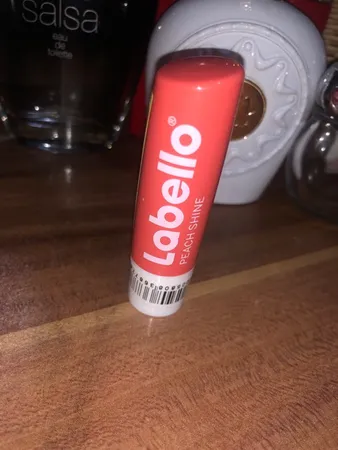 salsa
eau
de
toilette
Labello®
PEACH SHINE